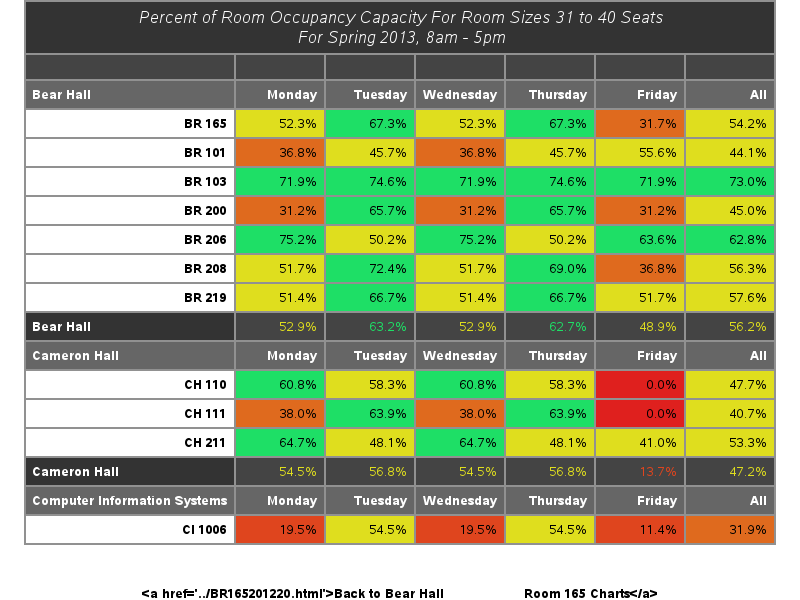 Percent of Room Occupancy Capacity For Room Sizes 31 to 40 Seats
For Spring 2013, 8am - 5pm
Bear Hall Monday Tuesday Wednesday Thursday Friday All
BR 165 52.3% 67.3% 52.3% 67.3% 31.7% 54.2%
BR 101 36.8% 45.7% 36.8% 45.7% 55.6% 44.1%
BR 103 71.9% 74.6% 71.9% 74.6% 71.9% 73.0%
BR 200 31.2% 65.7% 31.2% 65.7% 31.2% 45.0%
BR 206 75.2% 50.2% 75.2% 50.2% 63.6% 62.8%
BR 208 51.7% 72.4% 51.7% 69.0% 36.8% 56.3%
BR 219 51.4% 66.7% 51.4% 66.7% 51.7% 57.6%
Bear Hall 52.9% 63.2% 52.9% 62.7% 48.9% 56.2%
Cameron Hall Monday Tuesday Wednesday Thursday Friday All
CH 110 60.8% 58.3% 60.8% 58.3% 0.0% 47.7%
CH 111 38.0% 63.9% 38.0% 63.9% 0.0% 40.7%
CH 211 64.7% 48.1% 64.7% 48.1% 41.0% 53.3%
Cameron Hall 54.5% 56.8% 54.5% 56.8% 13.7% 47.2%
Computer Information Systems Monday Tuesday Wednesday Thursday Friday All
CI 1006 19.5% 54.5% 19.5% 54.5% 11.4% 31.9%
<a href='../BR165201220.html'>Back to Bear Hall Room 165 Charts</a>